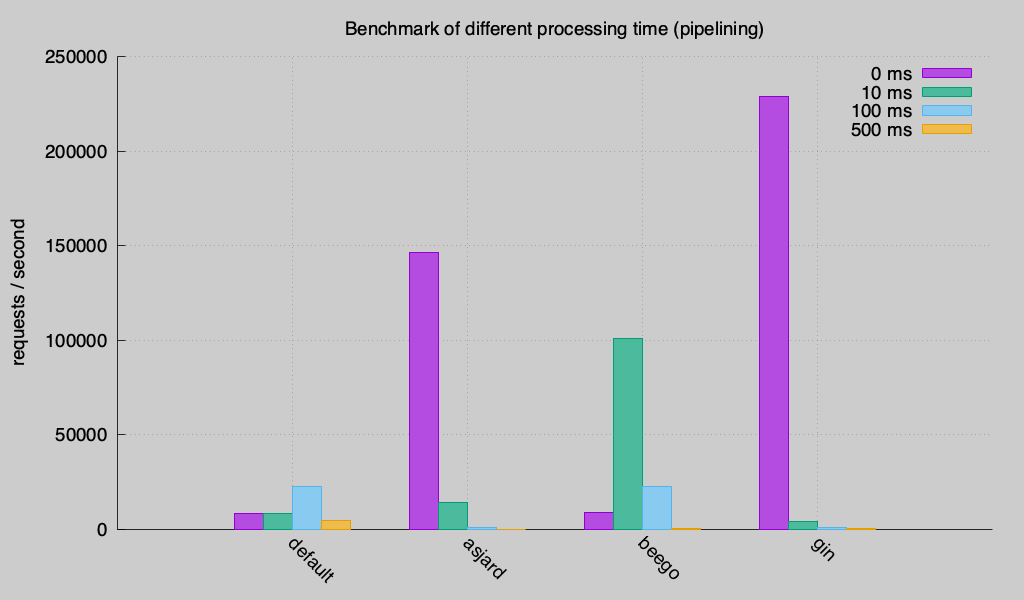 Benchmark of different processing time (pipelining)
250000
200000
150000
100000
50000
0
requests / second
0 ms
10 ms
100 ms
500 ms
default
asjard
beego
gin